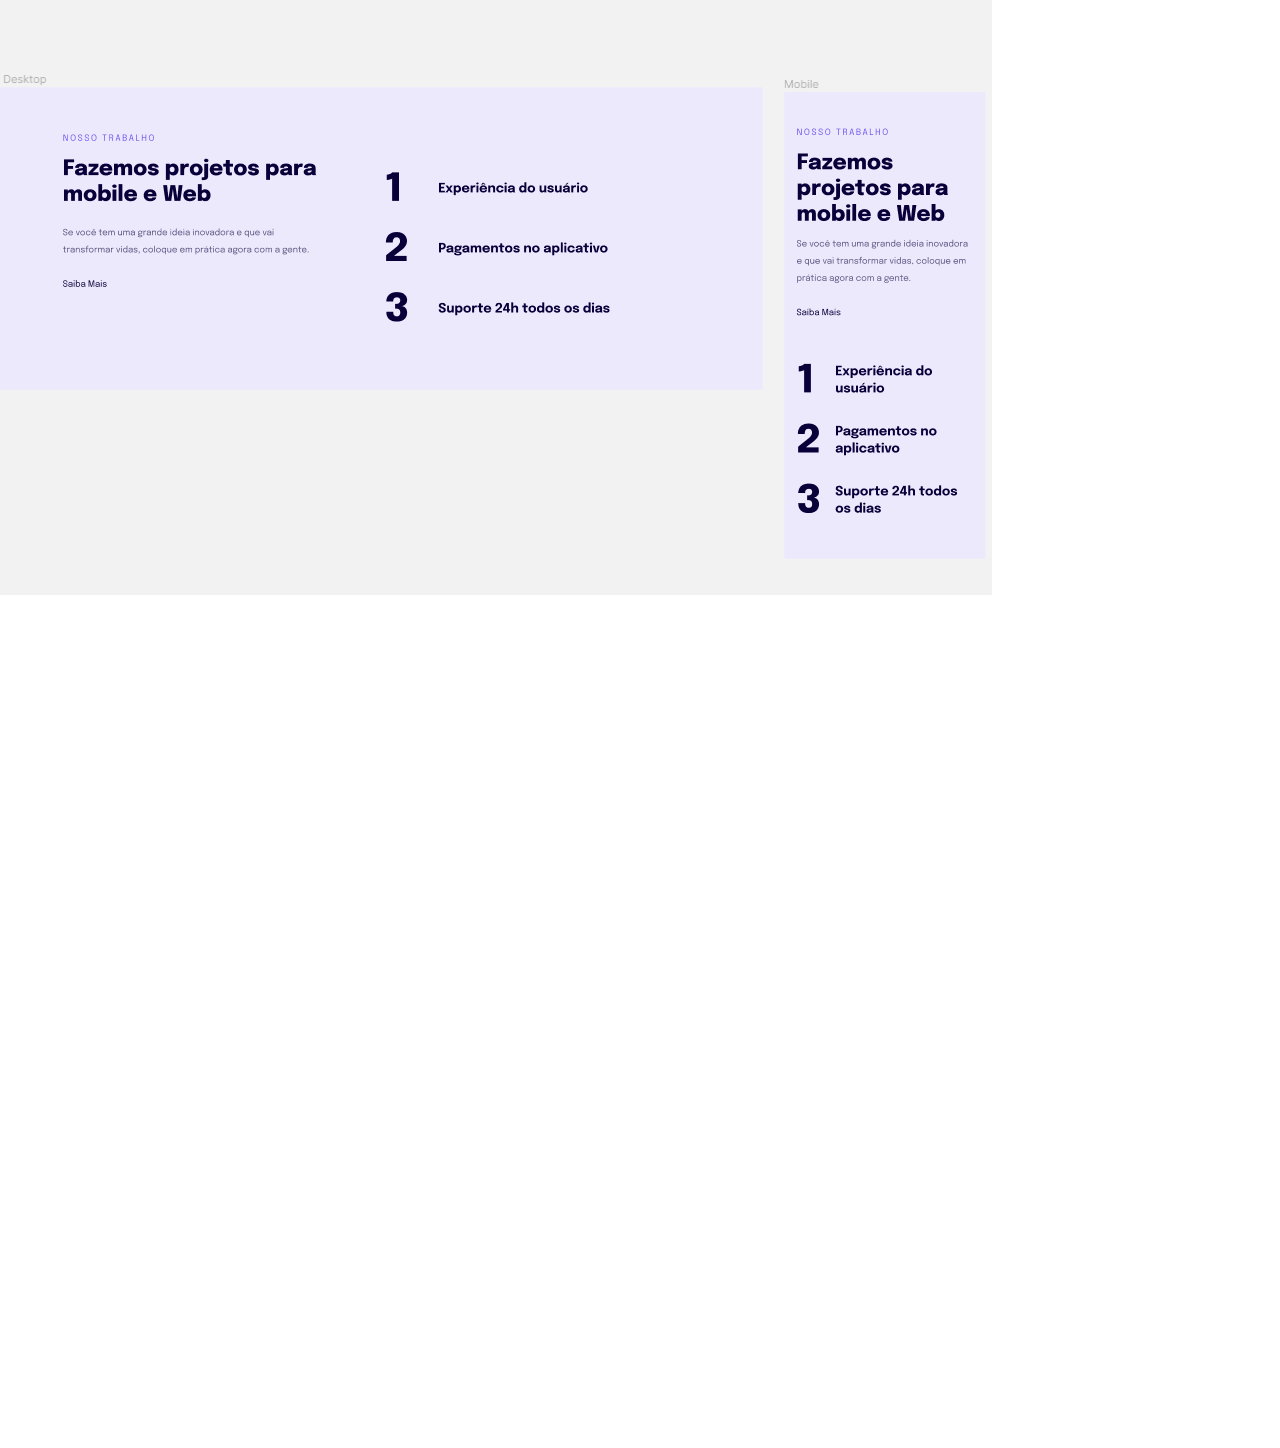 Desktop
NOSSO TRABALHO
Fazemos projetos para
mobile e Web
Se você tem uma grande ideia inovadora e que vai
transformar vidas, coloque em prática agora com a gente.
Saiba Mais
1 Experiência do usuário
2 Pagamentos no aplicativo
3 Suporte 24h todos os dias
Mobile
NOSSO TRABALHO
Fazemos
projetos para
mobile e Web
Se você tem uma grande ideia inovadora
e que vai transformar vidas, coloque em
prática agora com a gente.
Saiba Mais
1 Experiência do
usuário
2 Pagamentos no
aplicativo
3 Suporte 24h todos
os dias